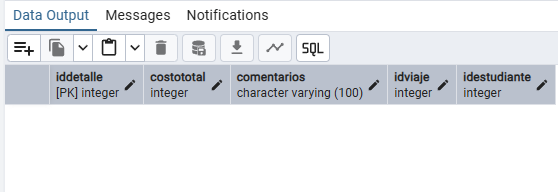 Data Output Messages Notifications
SQL
iddetalle costototal comentarios idviaje idestudiante
[PK] integer integer character varying (100) integer integer